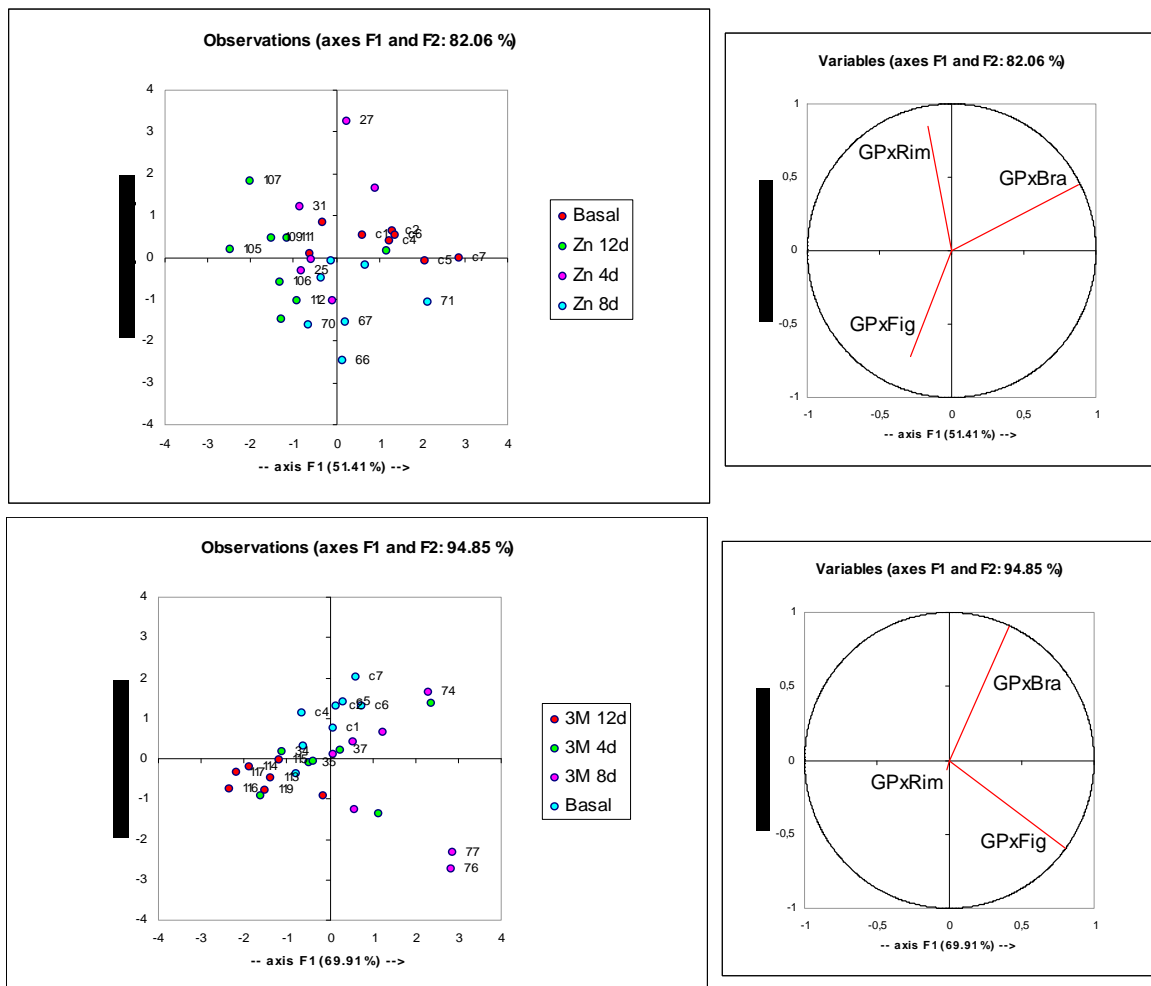 Observations (axes F1 and F2: 82.06 %)
4
3
2
1
0
-1
-2
-3
-4
-4 -3 -2 -1 0 1 2 3 4
27
107
31
c2
c1 c6
109 111
c4
105
c5 c7
25
106
112
71
70 67
66
-- axis F1 (51.41 %) -->
Basal
Zn 12d
Zn 4d
Zn 8d
Variables (axes F1 and F2: 82.06 %)
1
0,5
0
-0,5
-1
-1 -0,5 0 0,5 1
GPxRim
GPxBra
GPxFig
-- axis F1 (51.41 %) -->
Observations (axes F1 and F2: 94.85 %)
4
3
2
1
0
-1
-2
-3
-4
-4 -3 -2 -1 0 1 2 3 4
c7
74
c5
c4 c2 c6
c1
34 37
115
114 35
117 113
116 119
77
76
-- axis F1 (69.91 %) -->
3M 12d
3M 4d
3M 8d
Basal
Variables (axes F1 and F2: 94.85 %)
1
0,5
0
-0,5
-1
-1 -0,5 0 0,5 1
GPxBra
GPxRim
GPxFig
-- axis F1 (69.91 %) -->